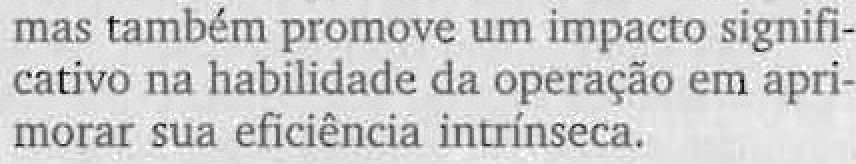 mas também promove um impacto signifi-
cativo na habilidade da operação em apri-
morar sua eficiência intrínseca.